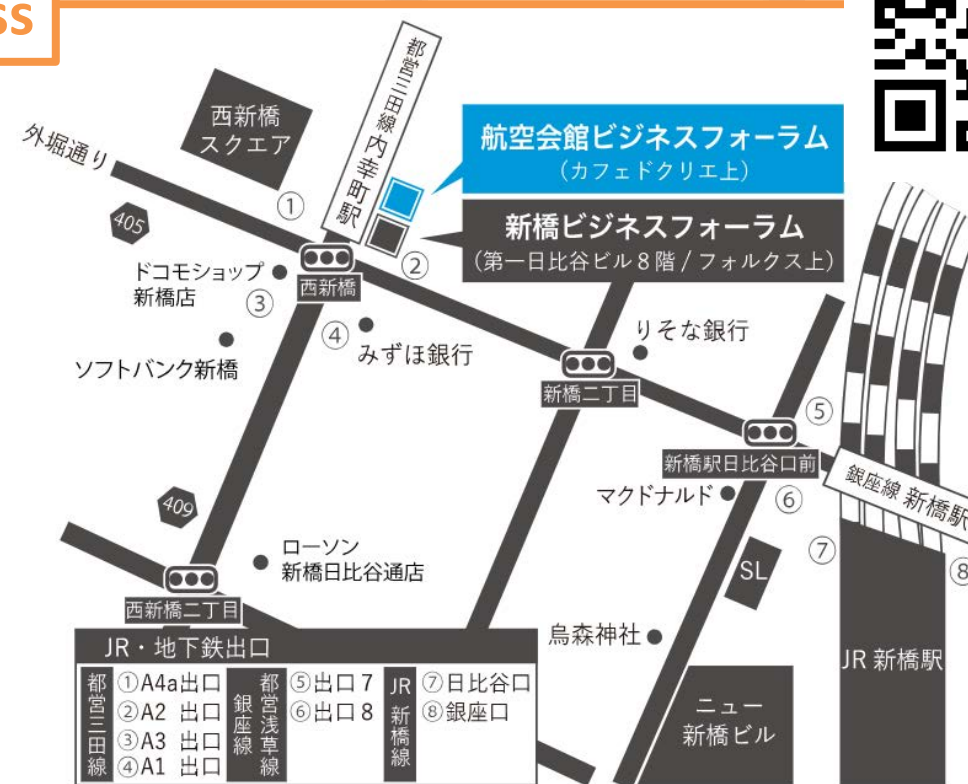 ss
都営三田線 内幸町駅
西新橋
スクエア
外堀通り
405
①
航空会館ビジネスフォーラム
(カフェドクリエ上)
新橋ビジネスフォーラム
(第一日比谷ビル8階/フォルクス上)
②
ドコモショップ
新橋店
西新橋
③
④
みずほ銀行
りそな銀行
ソフトバンク新橋
新橋二丁目
⑤
新橋駅日比谷口前
銀座線 新橋駅
マクドナルド
⑥
409
⑦
⑧
ローソン
新橋日比谷通店
SL
西新橋二丁目
烏森神社
JR 新橋駅
ニュー
新橋ビル
JR・地下鉄出口
都営三田線
①A4a出口
②A2 出口
③A3 出口
④A1 出口
銀座線
都営浅草線
⑤出口7
⑥出口8
JR 新橋線
⑦日比谷口
⑧銀座口